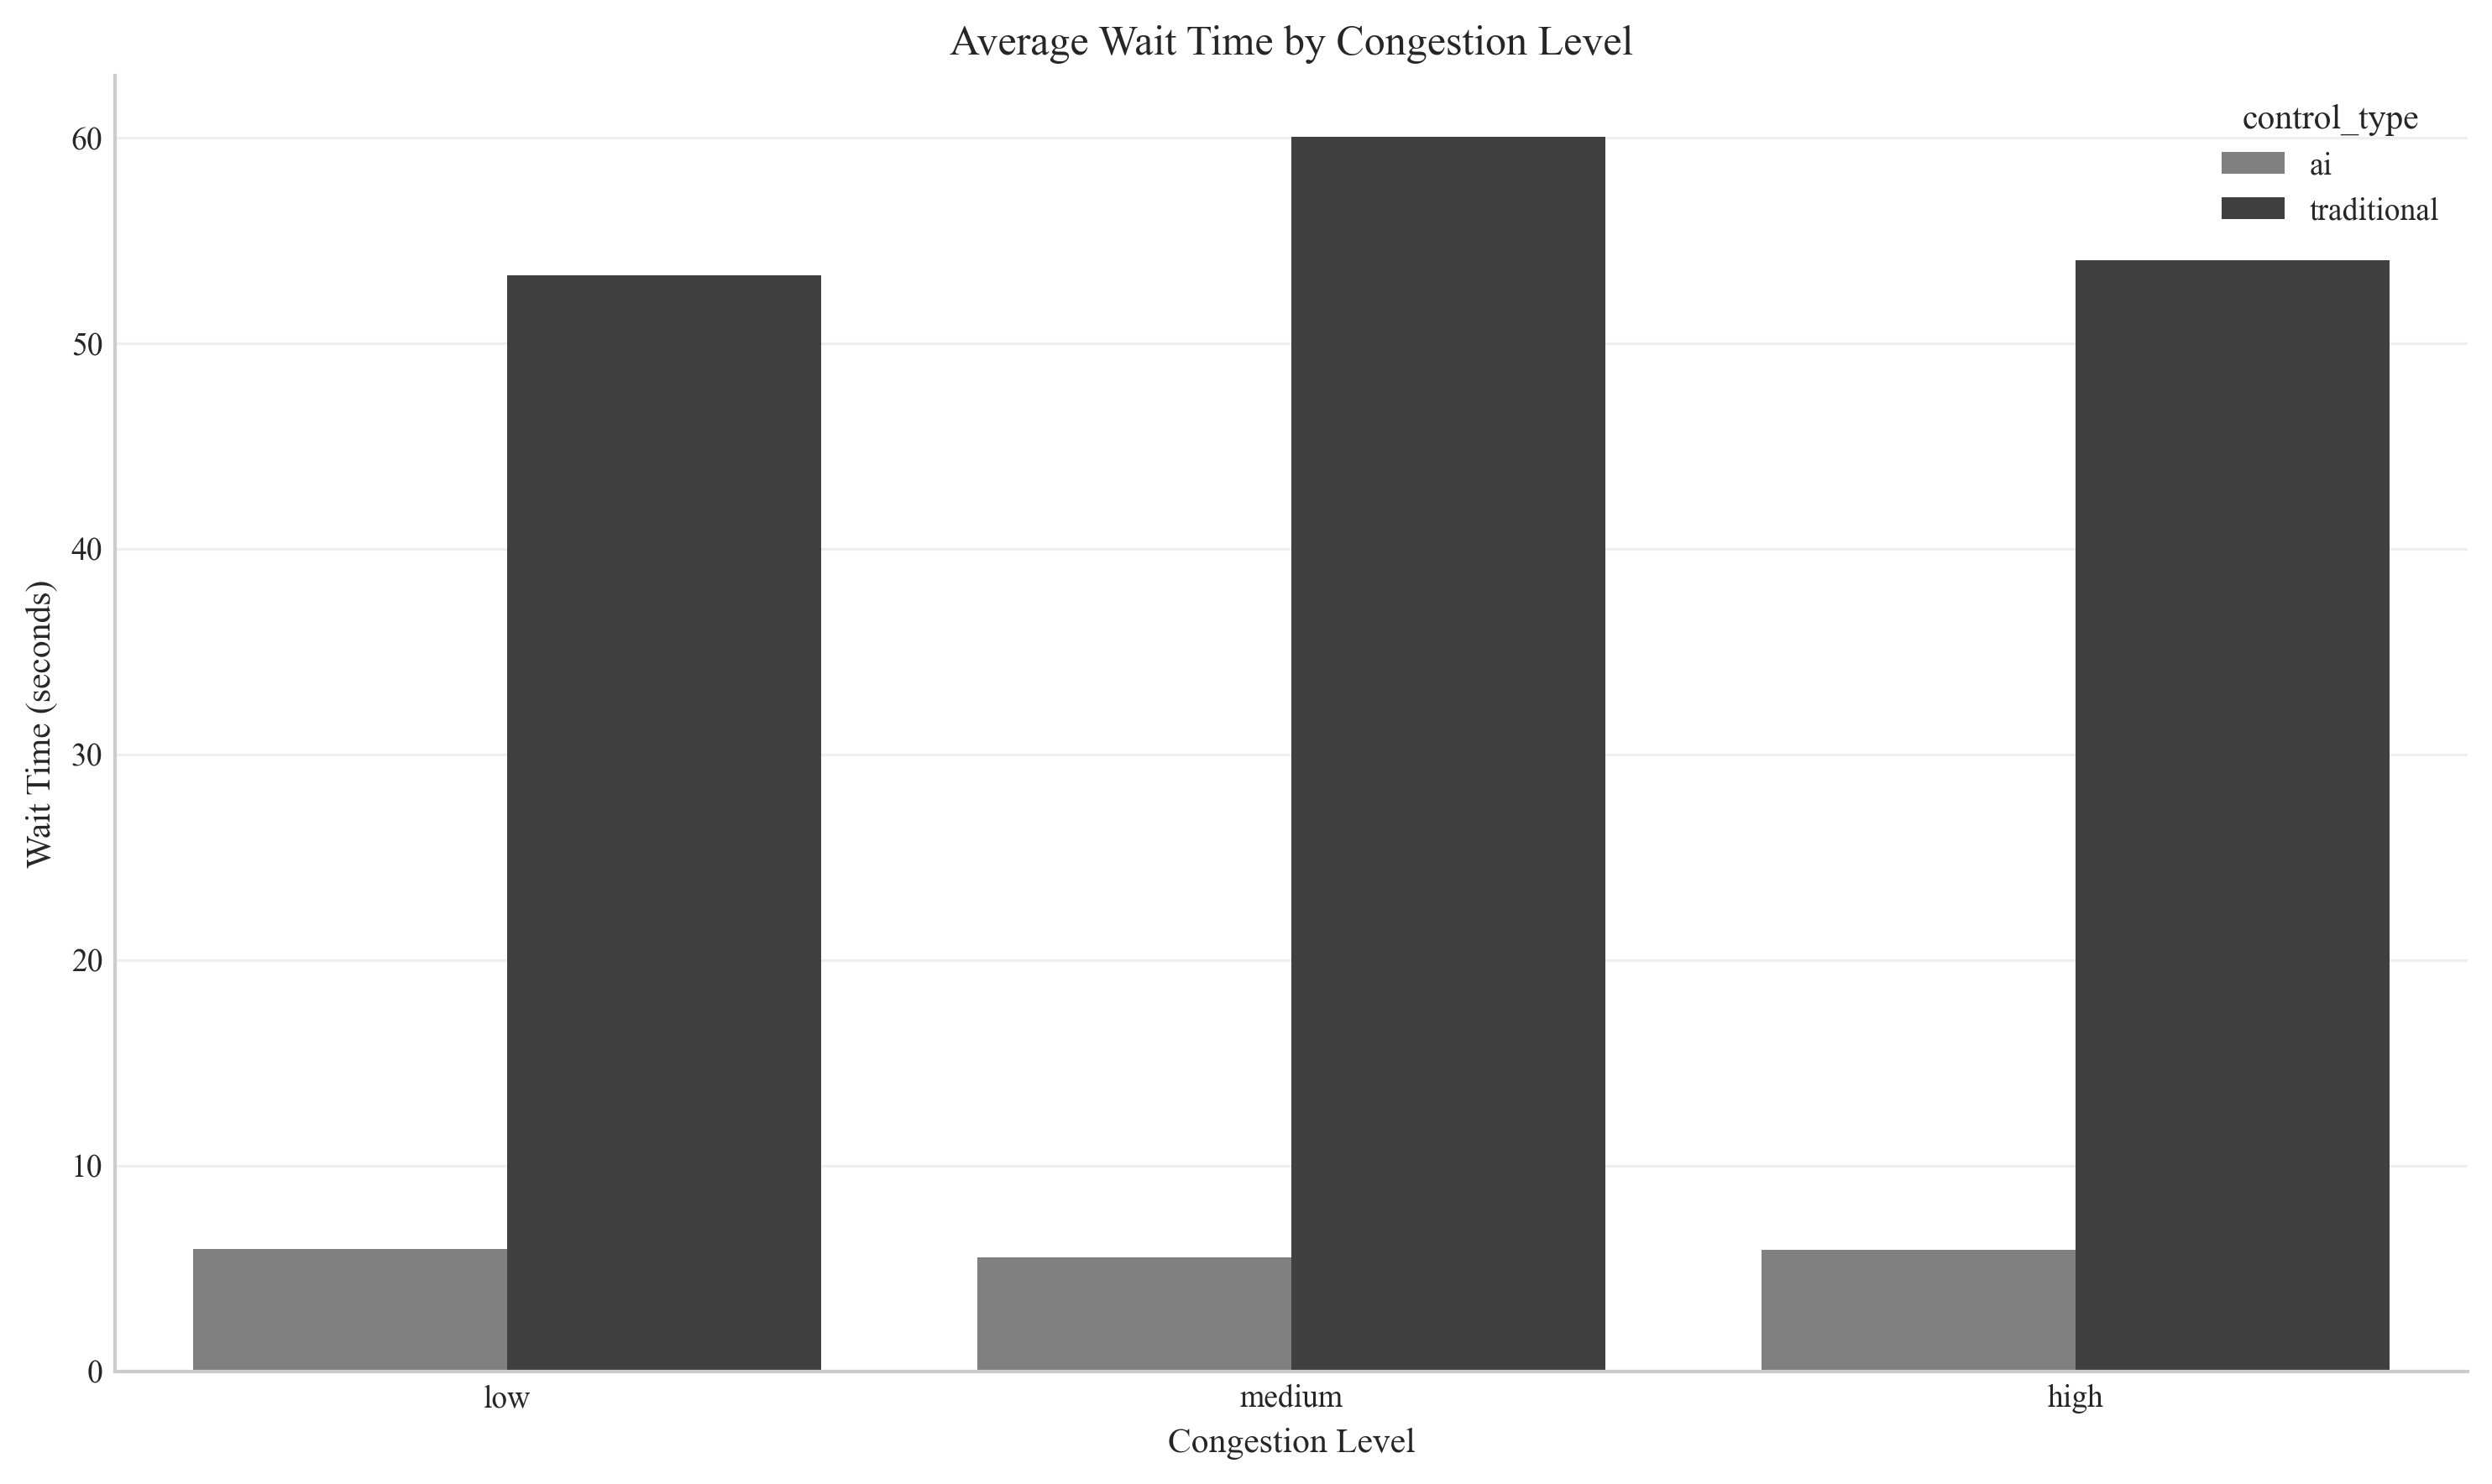 Average Wait Time by Congestion Level
control_type
ai
traditional
Wait Time (seconds)
60
50
40
30
20
10
0
low
medium
high
Congestion Level